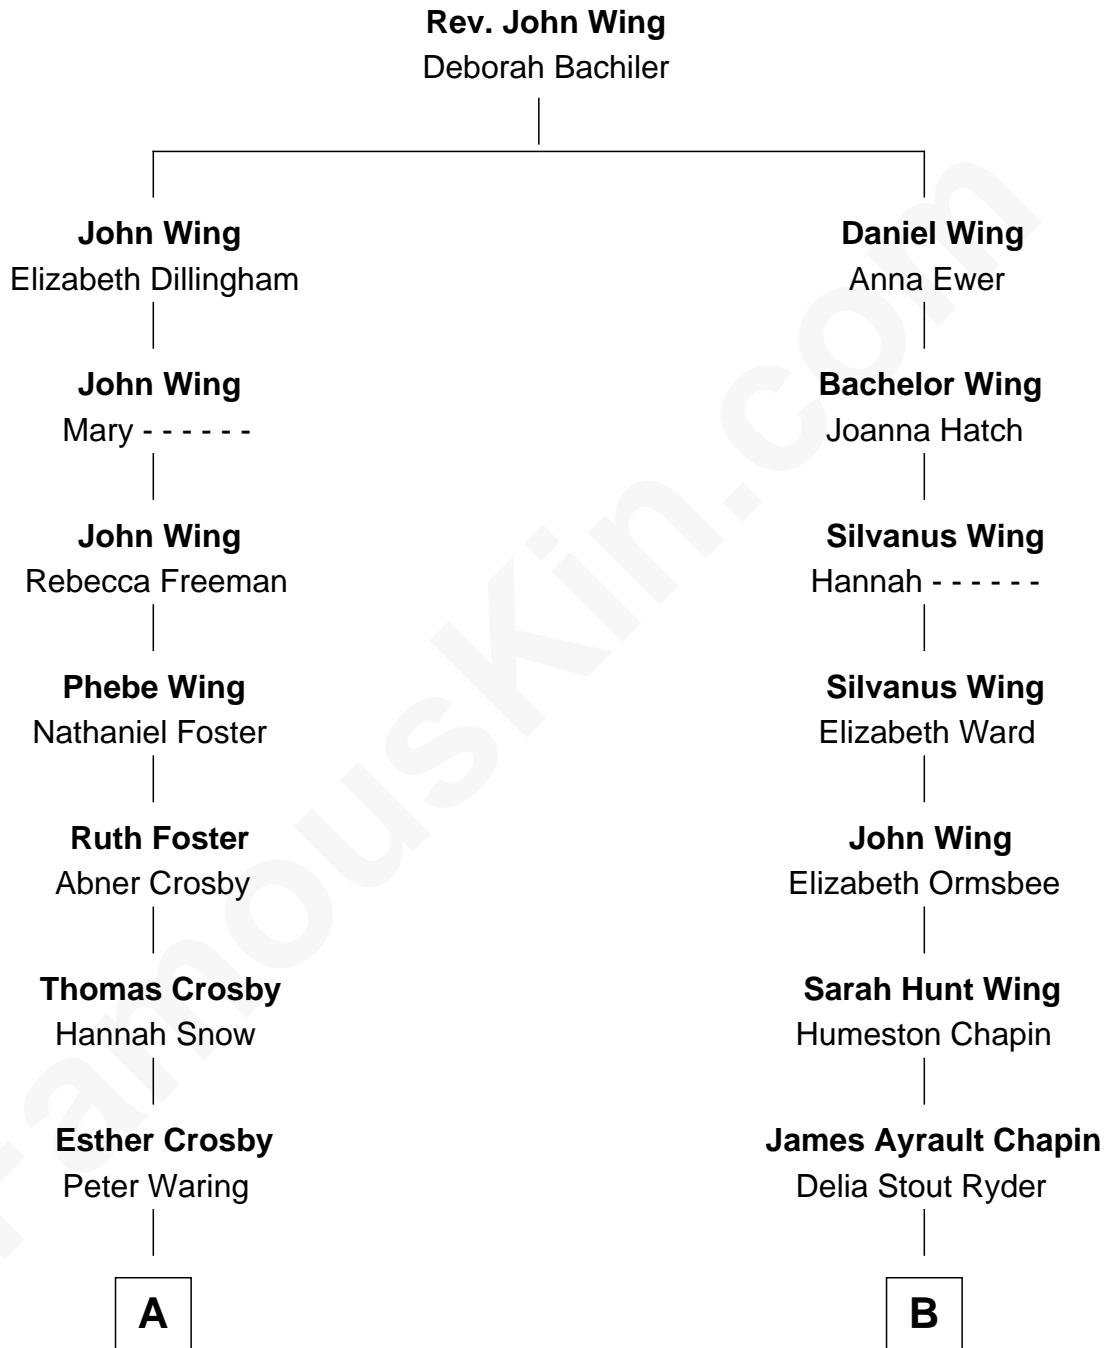 Rev. John Wing
Deborah Bachiler
John Wing
Elizabeth Dillingham
John Wing
Mary - - - - - -
John Wing
Rebecca Freeman
Phebe Wing
Nathaniel Foster
Ruth Foster
Abner Crosby
Thomas Crosby
Hannah Snow
Esther Crosby
Peter Waring
A
Daniel Wing
Anna Ewer
Bachelor Wing
Joanna Hatch
Silvanus Wing
Hannah - - - - - -
Silvanus Wing
Elizabeth Ward
John Wing
Elizabeth Ormsbee
Sarah Hunt Wing
Humeston Chapin
James Ayrault Chapin
Delia Stout Ryder
B
FamousKin.com